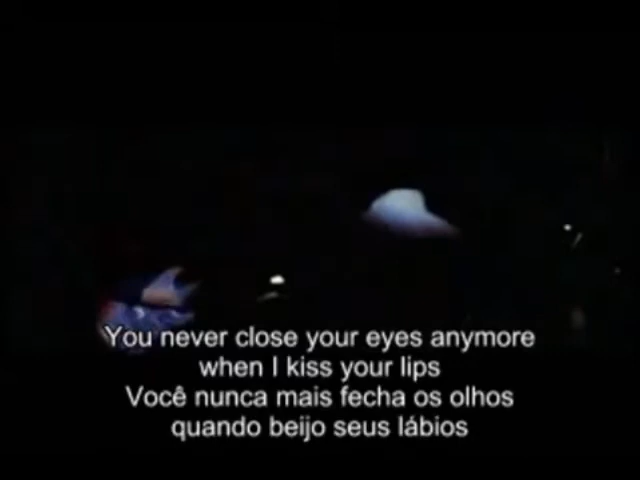 You never close your eyes anymore
when I kiss your lips
Você nunca mais fecha os olhos
quando beijo seus lábios